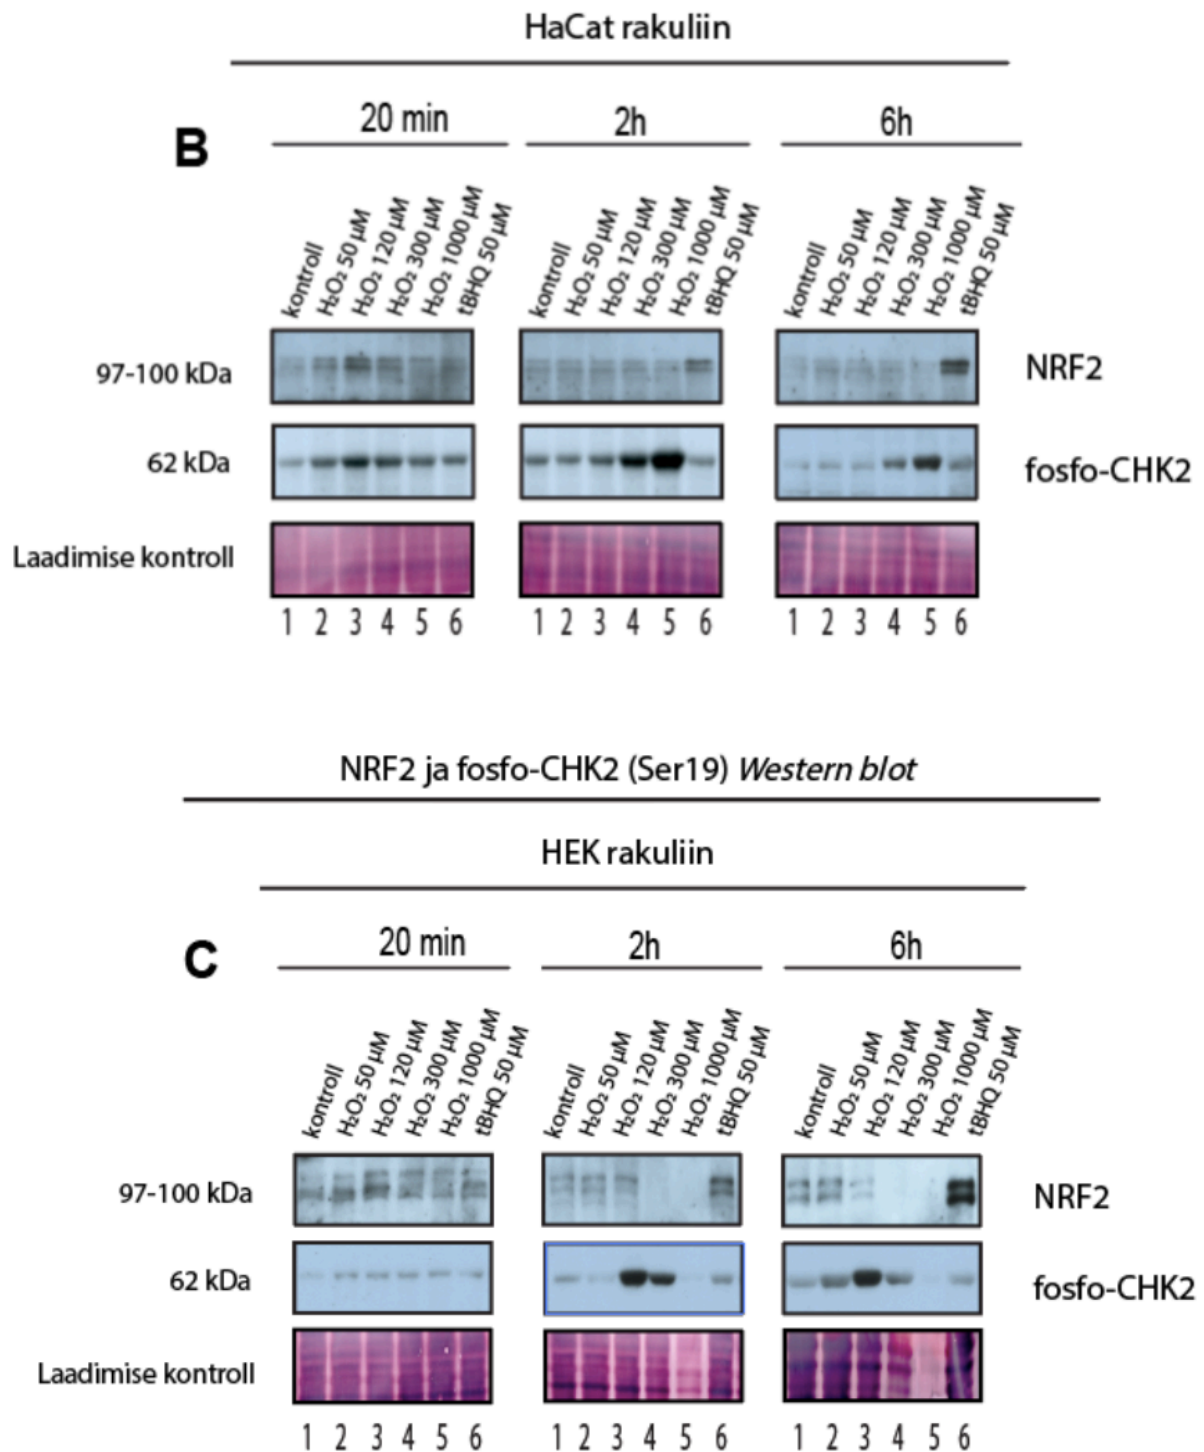 HaCat rakuliin
B
20 min
2h
6h
kontroll
H₂O₂ 50 µM
H₂O₂ 120 µM
H₂O₂ 300 µM
H₂O₂ 1000 µM
tBHQ 50 µM
kontroll
H₂O₂ 50 µM
H₂O₂ 120 µM
H₂O₂ 300 µM
H₂O₂ 1000 µM
tBHQ 50 µM
kontroll
H₂O₂ 50 µM
H₂O₂ 120 µM
H₂O₂ 300 µM
H₂O₂ 1000 µM
tBHQ 50 µM
97-100 kDa
NRF2
62 kDa
fosfo-CHK2
Laadimise kontroll
1 2 3 4 5 6
1 2 3 4 5 6
1 2 3 4 5 6
NRF2 ja fosfo-CHK2 (Ser19) Western blot
HEK rakuliin
C
20 min
2h
6h
kontroll
H₂O₂ 50 µM
H₂O₂ 120 µM
H₂O₂ 300 µM
H₂O₂ 1000 µM
tBHQ 50 µM
kontroll
H₂O₂ 50 µM
H₂O₂ 120 µM
H₂O₂ 300 µM
H₂O₂ 1000 µM
tBHQ 50 µM
kontroll
H₂O₂ 50 µM
H₂O₂ 120 µM
H₂O₂ 300 µM
H₂O₂ 1000 µM
tBHQ 50 µM
97-100 kDa
NRF2
62 kDa
fosfo-CHK2
Laadimise kontroll
1 2 3 4 5 6
1 2 3 4 5 6
1 2 3 4 5 6